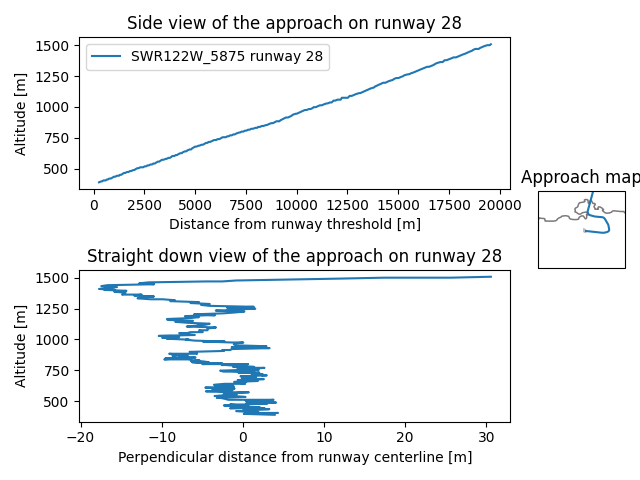 Side view of the approach on runway 28
SWR122W_5875 runway 28
Altitude [m]
1500
1250
1000
750
500
0 2500 5000 7500 10000 12500 15000 17500 20000
Distance from runway threshold [m]
Approach map
Straight down view of the approach on runway 28
Altitude [m]
1500
1250
1000
750
500
−20 −10 0 10 20 30
Perpendicular distance from runway centerline [m]